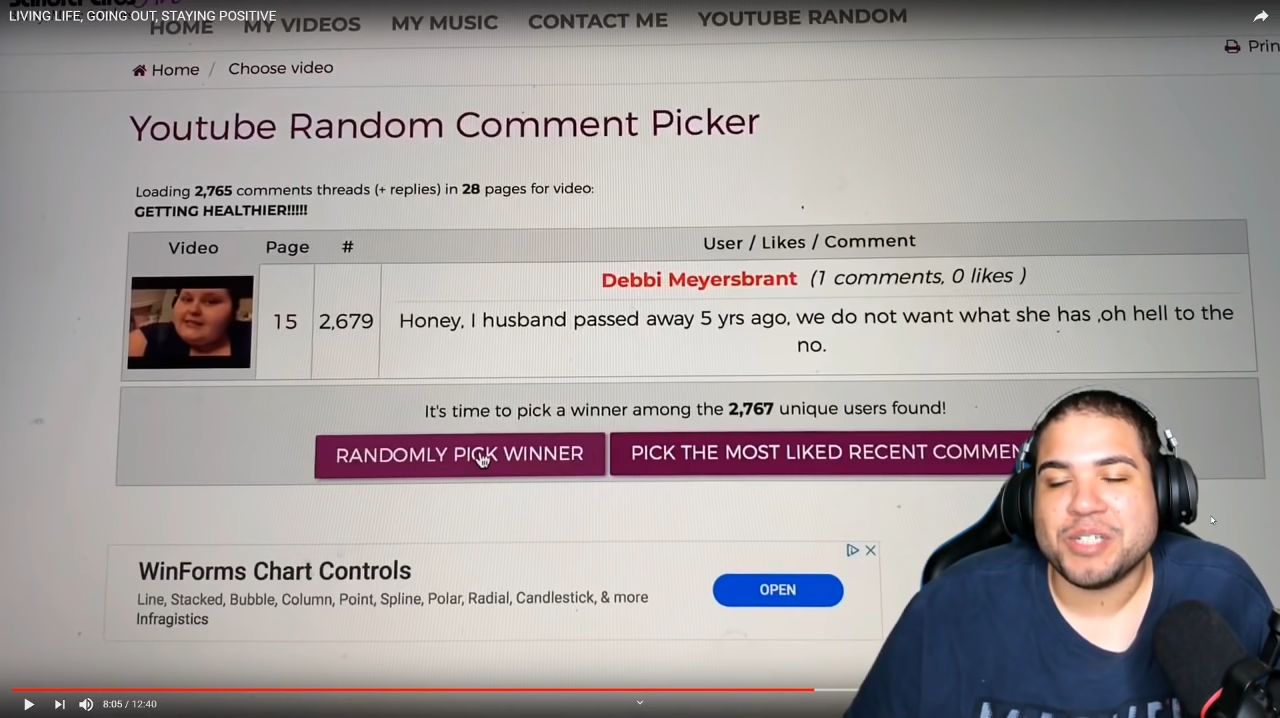 LIVING LIFE, GOING OUT, STAYING POSITIVE
HOME MY VIDEOS MY MUSIC CONTACT ME YOUTUBE RANDOM
Prin
Home / Choose video
Youtube Random Comment Picker
Loading 2,765 comments threads (+ replies) in 28 pages for video:
GETTING HEALTHIER!!!!!
Video Page # User / Likes / Comment
Debbi Meyersbrant (1 comments, 0 likes )
15 2,679 Honey, I husband passed away 5 yrs ago, we do not want what she has ,oh hell to the
no.
It's time to pick a winner among the 2,767 unique users found!
RANDOMLY PICK WINNER PICK THE MOST LIKED RECENT COMMEN
WinForms Chart Controls
Line, Stacked, Bubble, Column, Point, Spline, Polar, Radial, Candlestick, & more
Infragistics
OPEN
8:05 / 12:40